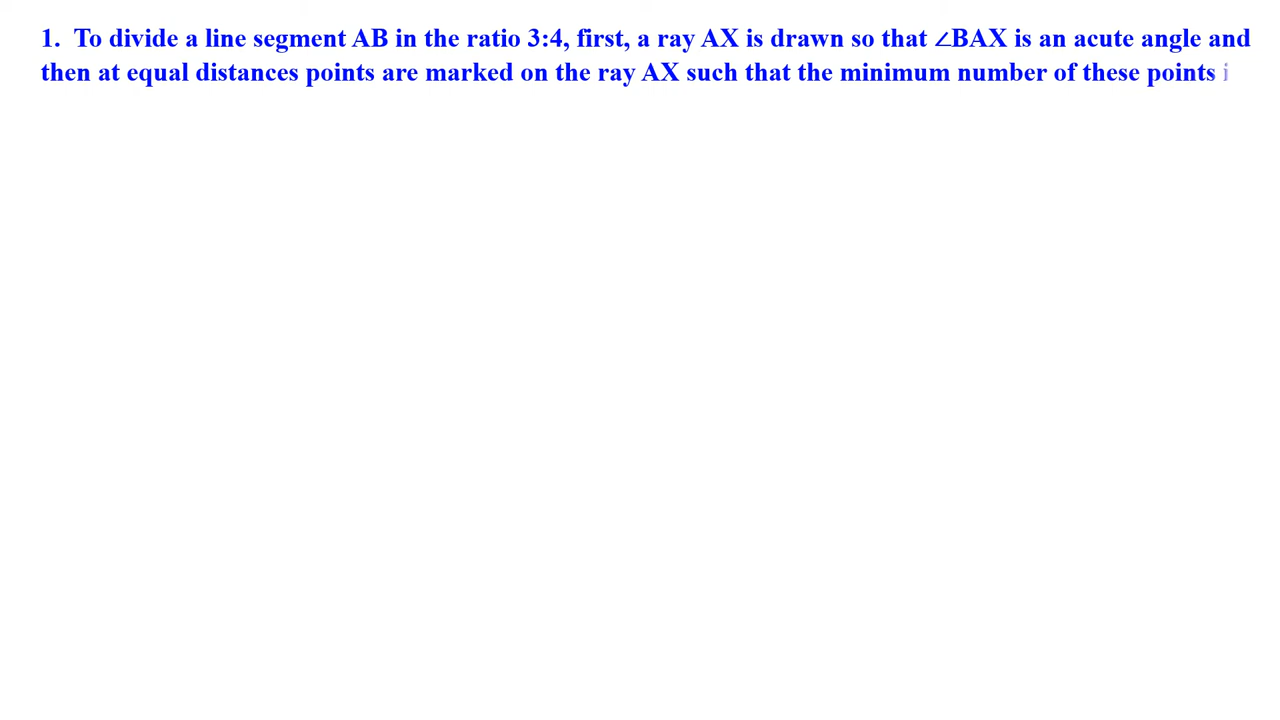 1. To divide a line segment AB in the ratio 3:4, first, a ray AX is drawn so that ∠BAX is an acute angle and
then at equal distances points are marked on the ray AX such that the minimum number of these points i